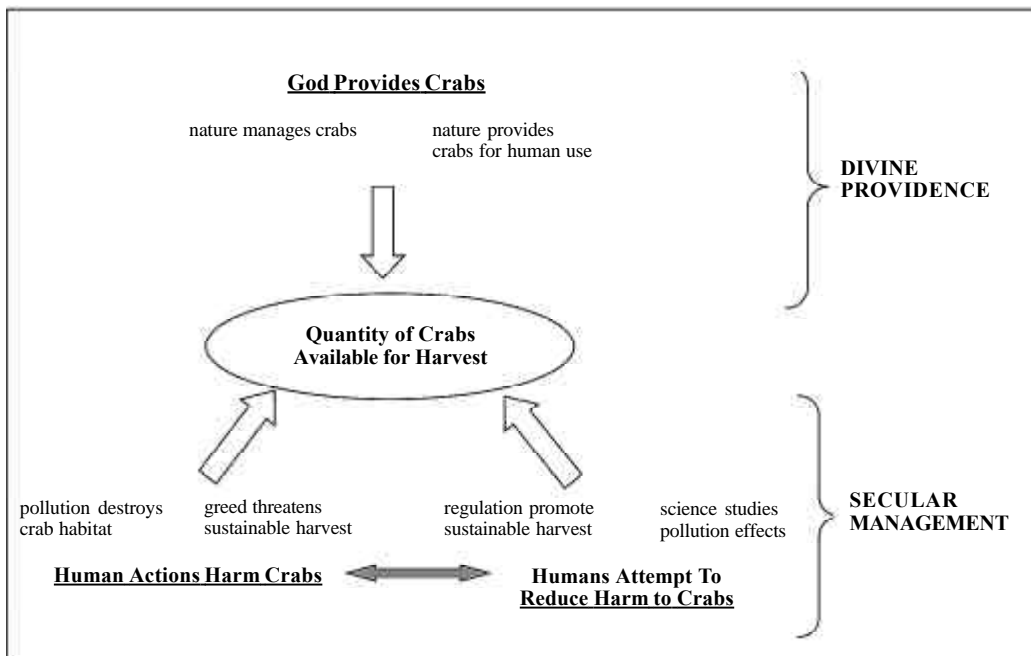 God Provides Crabs
nature manages crabs
nature provides
crabs for human use
DIVINE
PROVIDENCE
Quantity of Crabs
Available for Harvest
pollution destroys
crab habitat
greed threatens
sustainable harvest
regulation promote
sustainable harvest
science studies
pollution effects
SECULAR
MANAGEMENT
Human Actions Harm Crabs
Humans Attempt To
Reduce Harm to Crabs